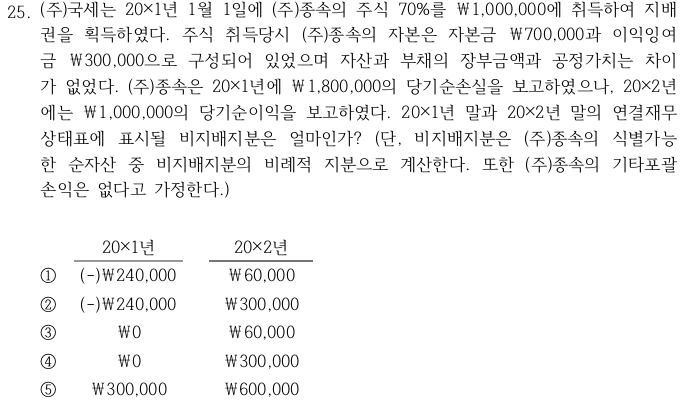 25. (주)국세는 20×1년 1월 1일에 (주)종속의 주식 70%를 ₩1,000,000에 취득하여 지배
권을 획득하였다. 주식 취득당시 (주)종속의 자본은 자본금 ₩700,000과 이익잉여
금 ₩300,000으로 구성되어 있었으며 자산과 부채의 장부금액과 공정가치는 차이
가 없었다. (주)종속은 20×1년에 ₩1,800,000의 당기순손실을 보고하였으나, 20×2년
에는 ₩1,000,000의 당기순이익을 보고하였다. 20×1년 말과 20×2년 말의 연결재무
상태표에 표시될 비지배지분은 얼마인가? (단, 비지배지분은 (주)종속의 식별가능
한 순자산 중 비지배지분의 비례적 지분으로 계산한다. 또한 (주)종속의 기타포괄
손익은 없다고 가정한다.)
20×1년 20×2년
① (-)₩240,000 ₩60,000
② (-)₩240,000 ₩300,000
③ ₩0 ₩60,000
④ ₩0 ₩300,000
⑤ ₩300,000 ₩600,000